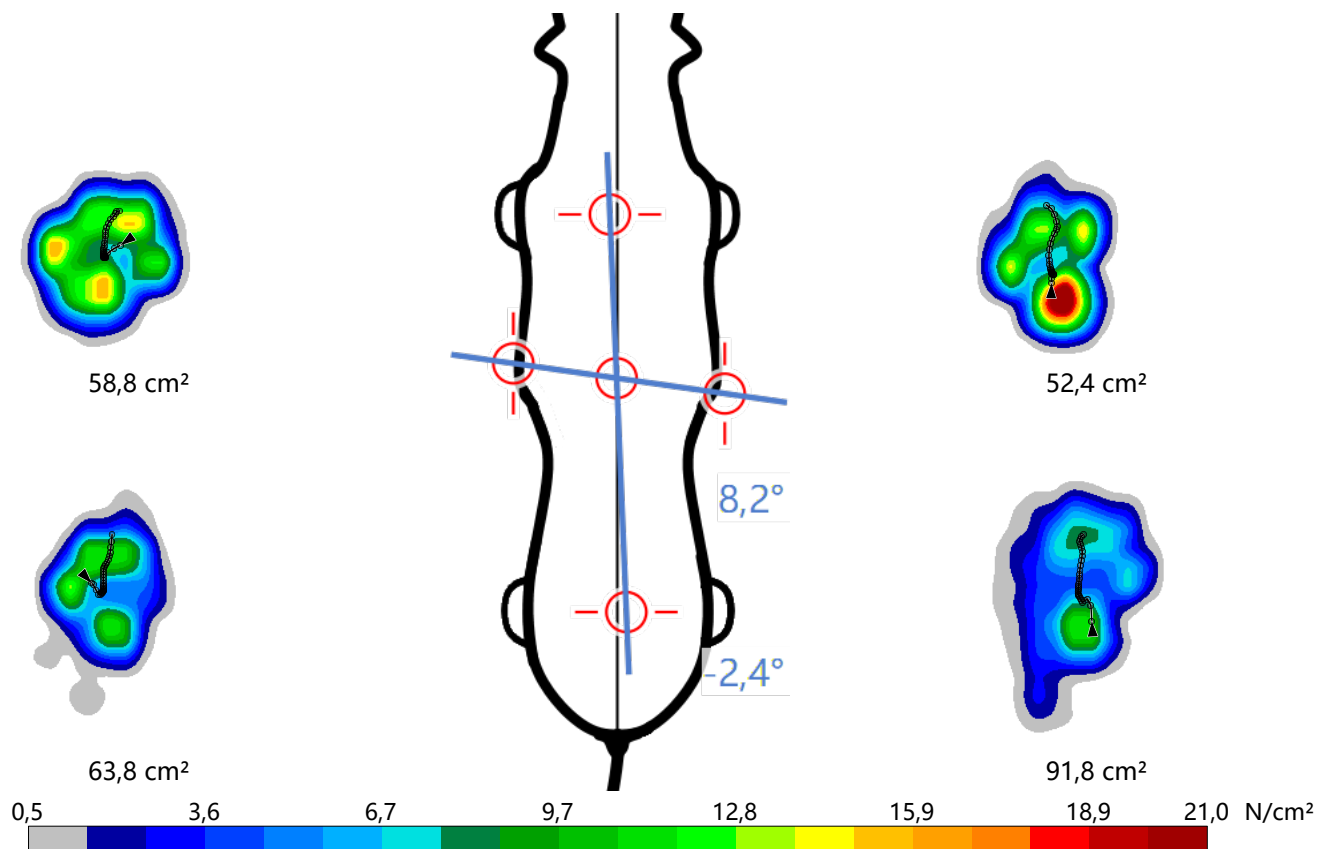 58,8 cm²
52,4 cm²
8,2°
-2,4°
63,8 cm²
91,8 cm²
0,5 3,6 6,7 9,7 12,8 15,9 18,9 21,0 N/cm²